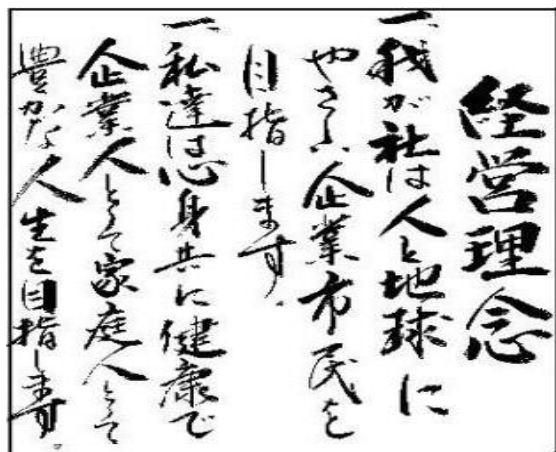 経営理念
一、我が社は人と地球に
やさしい企業市民を
目指します。
一、私達は心身共に健康で
企業人として家庭人として
豊かな人生を目指します。